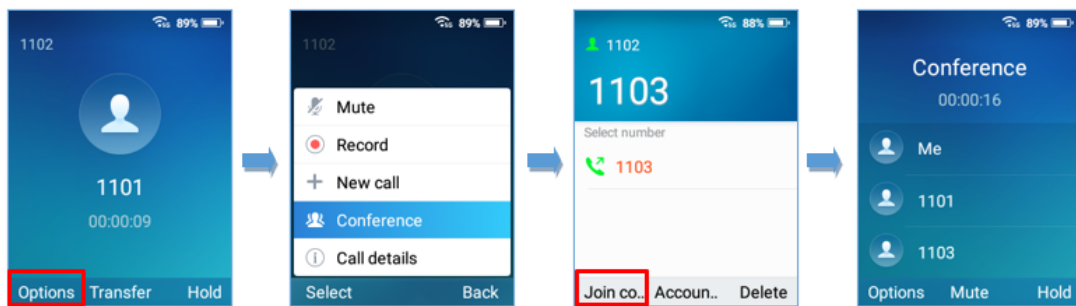 89%
1102
1101
00:00:09
Options Transfer Hold
89%
1102
Mute
Record
New call
Conference
Call details
Select Back
88%
1102
1103
Select number
1103
Join co.. Accoun.. Delete
89%
Conference
00:00:16
Me
1101
1103
Options Mute Hold